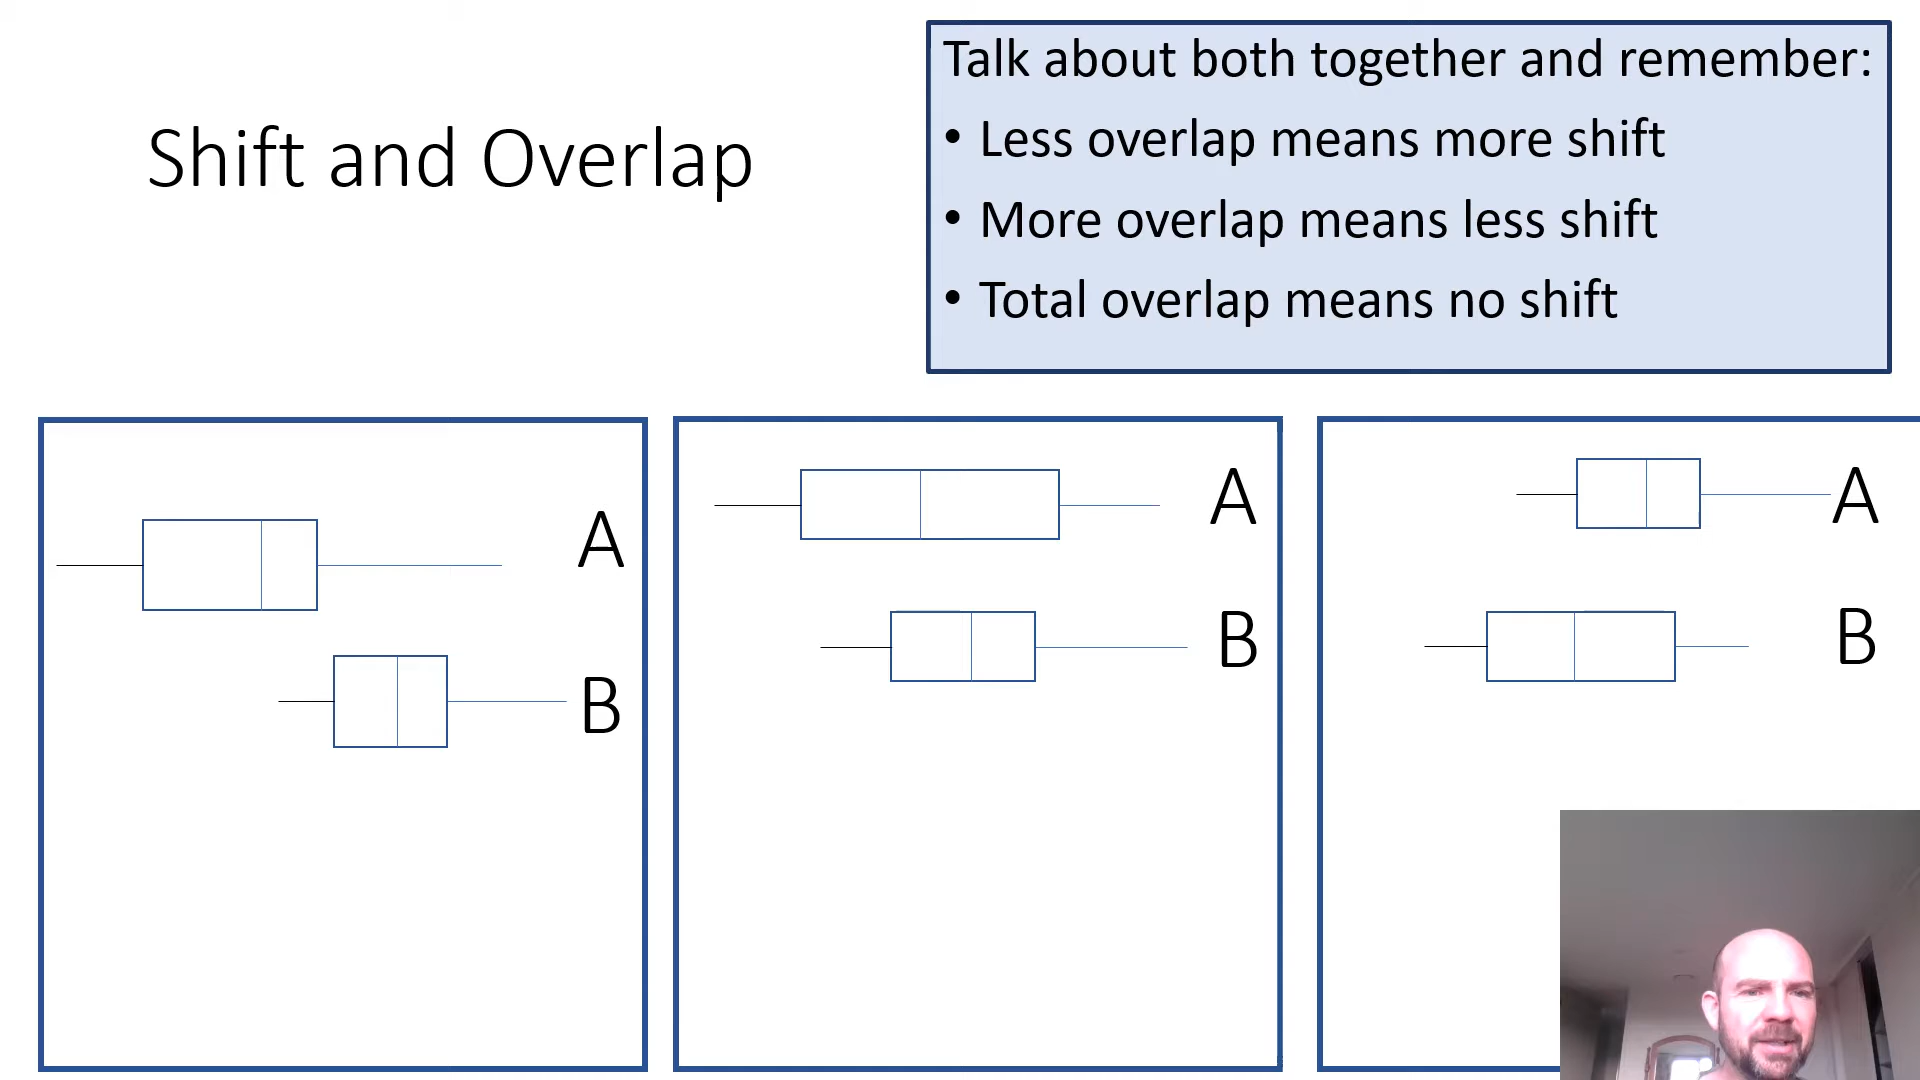 Shift and Overlap
Talk about both together and remember:
• Less overlap means more shift
• More overlap means less shift
• Total overlap means no shift
A
B
A
B
A
B